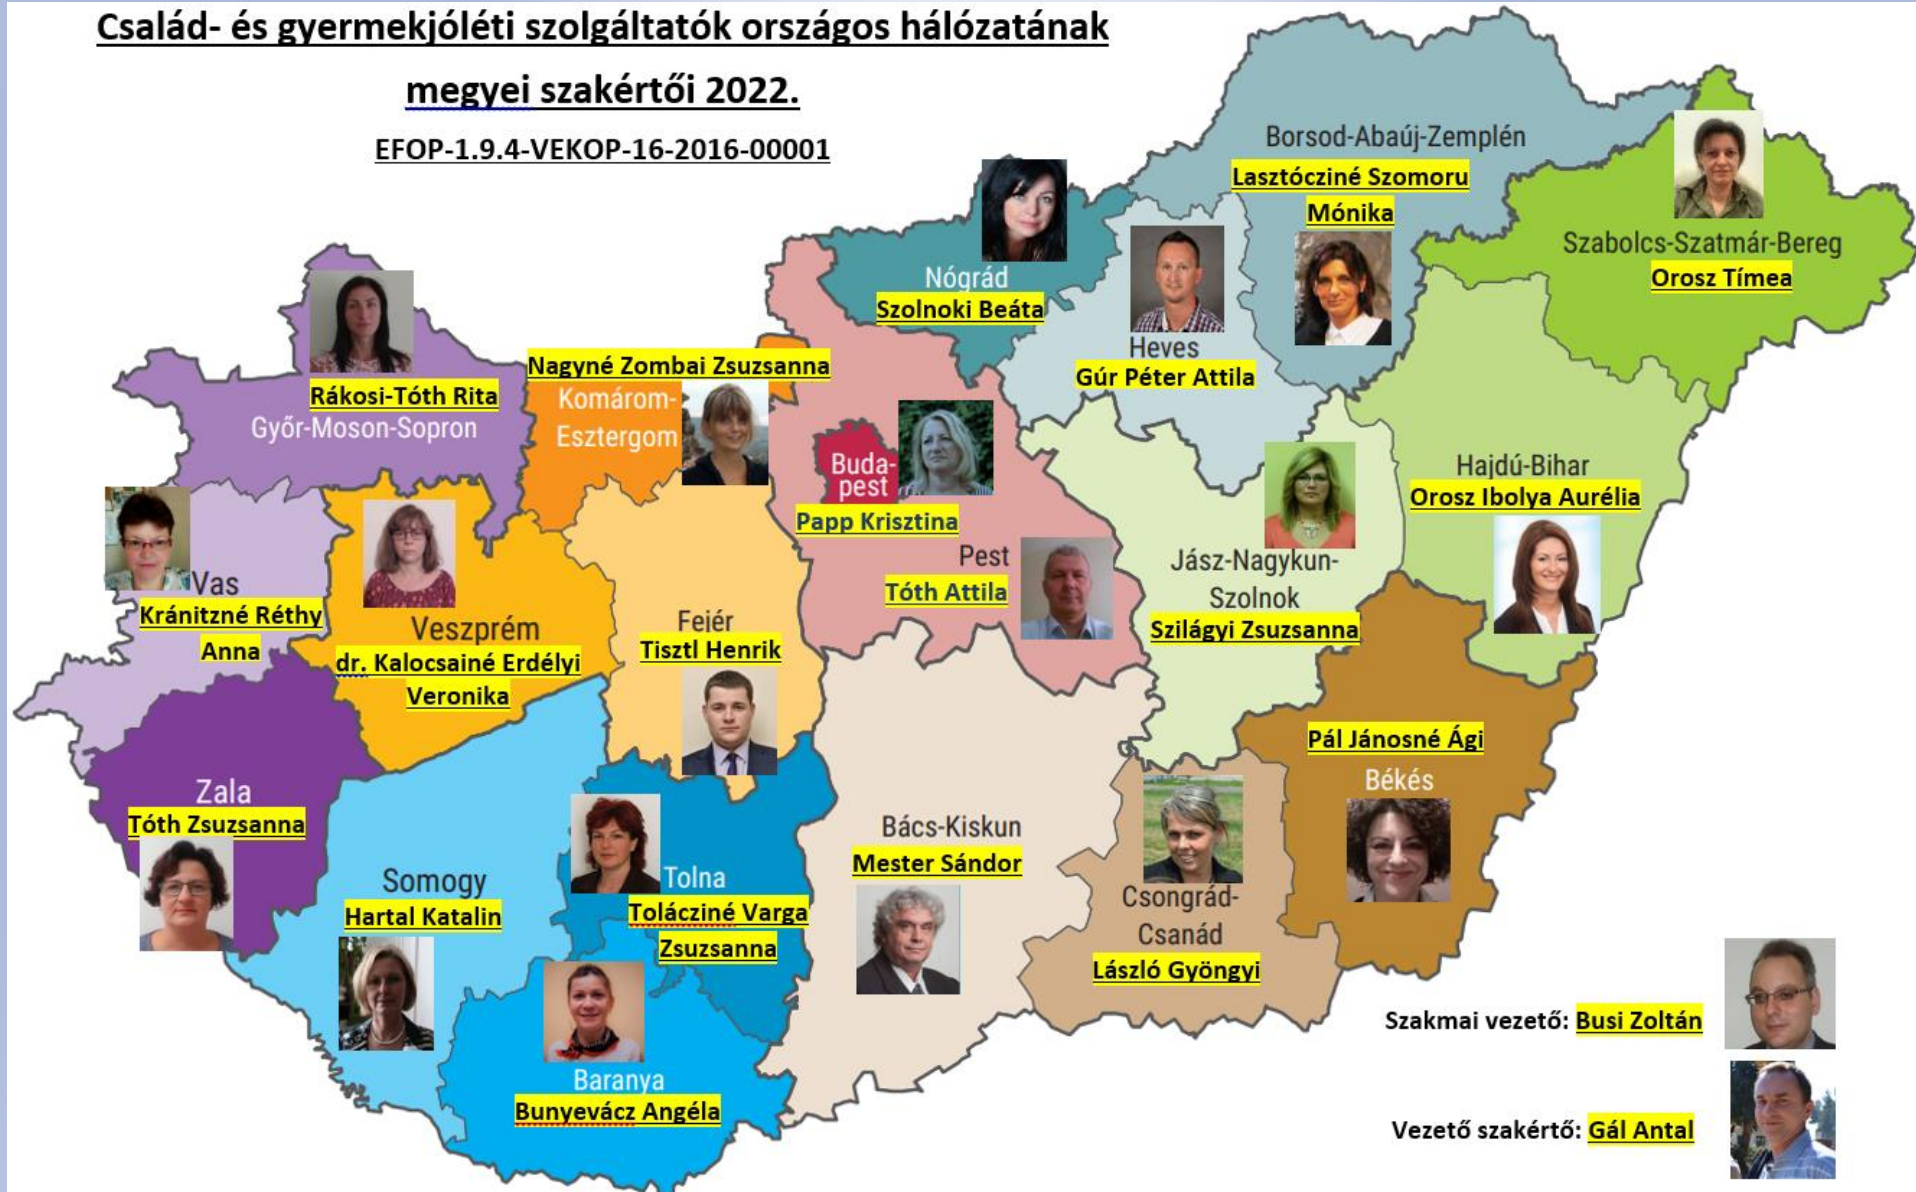 Család- és gyermekjóléti szolgáltatók országos hálózatának
megyei szakértői 2022.
EFOP-1.9.4-VEKOP-16-2016-00001
Borsod-Abaúj-Zemplén
Lasztócziné Szomoru
Mónika
Szabolcs-Szatmár-Bereg
Orosz Tímea
Nógrád
Szolnoki Beáta
Heves
Gúr Péter Attila
Rákosi-Tóth Rita
Győr-Moson-Sopron
Nagyné Zombai Zsuzsanna
Komárom-
Esztergom
Buda-
pest
Papp Krisztina
Pest
Tóth Attila
Hajdú-Bihar
Orosz Ibolya Aurélia
Jász-Nagykun-
Szolnok
Szilágyi Zsuzsanna
Vas
Kránitzné Réthy
Anna
Veszprém
dr. Kalocsainé Erdélyi
Veronika
Fejér
Tisztl Henrik
Pál Jánosné Ági
Békés
Zala
Tóth Zsuzsanna
Somogy
Hartal Katalin
Tolna
Tolácziné Varga
Zsuzsanna
Bács-Kiskun
Mester Sándor
Csongrád-
Csanád
László Gyöngyi
Baranya
Bunyevácz Angéla
Szakmai vezető: Busi Zoltán
Vezető szakértő: Gál Antal